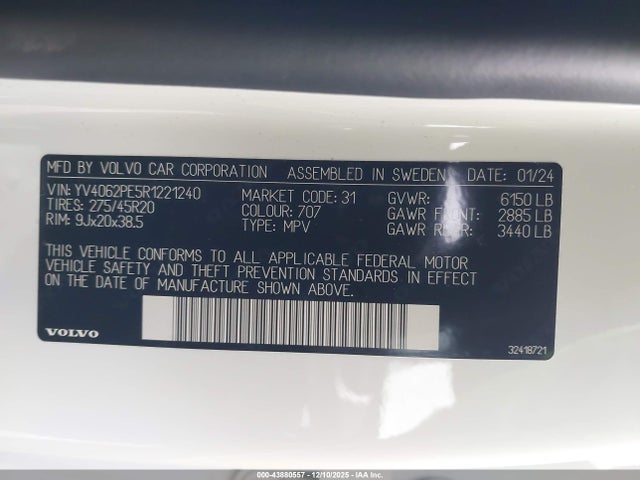 MFD BY VOLVO CAR CORPORATION ASSEMBLED IN SWEDEN DATE: 01/24
VIN: YV4062PE5R1221240 MARKET CODE: 31 GVWR: 6150 LB
TIRES: 275/45R20 COLOUR: 707 GAWR FRONT: 2885 LB
RIM: 9Jx20x38.5 TYPE: MPV GAWR REAR: 3440 LB
THIS VEHICLE CONFORMS TO ALL APPLICABLE FEDERAL MOTOR
VEHICLE SAFETY AND THEFT PREVENTION STANDARDS IN EFFECT
ON THE DATE OF MANUFACTURE SHOWN ABOVE.
VOLVO 32418721
000-43880557 - 12/10/2025 - IAA Inc.